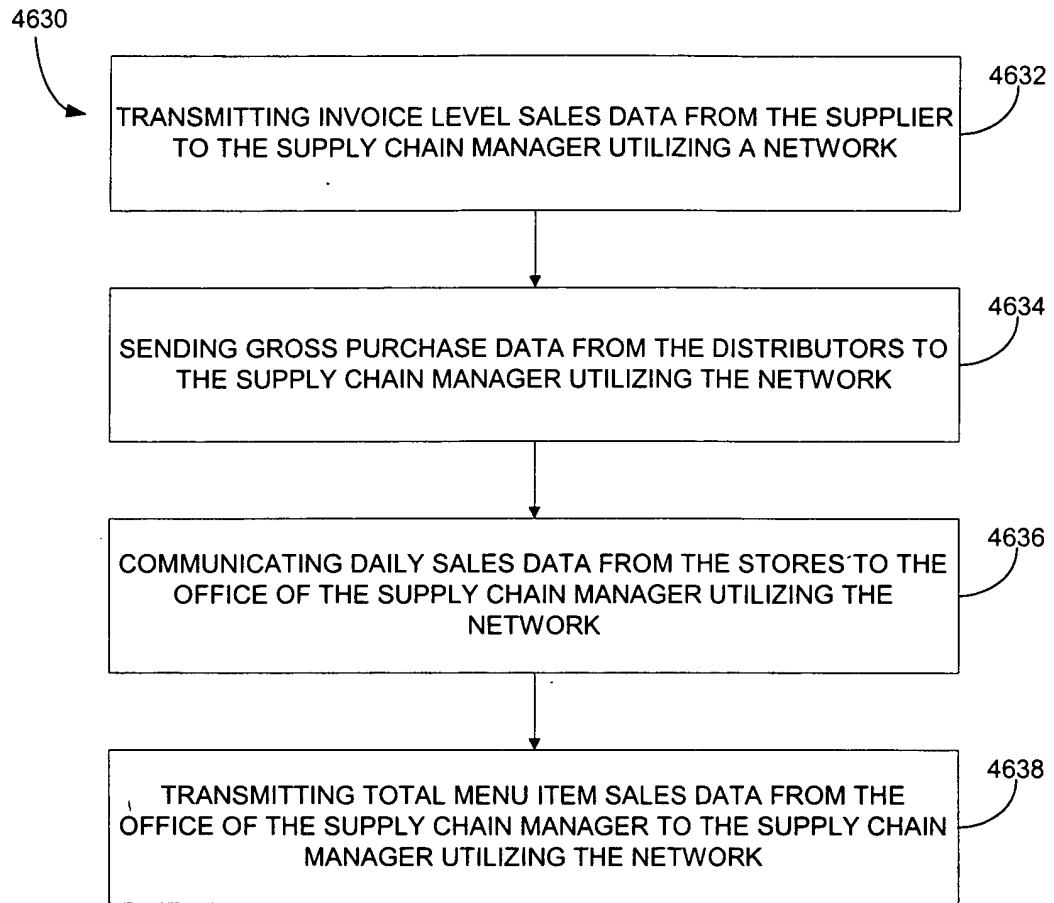 4630
4632
TRANSMITTING INVOICE LEVEL SALES DATA FROM THE SUPPLIER
TO THE SUPPLY CHAIN MANAGER UTILIZING A NETWORK
4634
SENDING GROSS PURCHASE DATA FROM THE DISTRIBUTORS TO
THE SUPPLY CHAIN MANAGER UTILIZING THE NETWORK
4636
COMMUNICATING DAILY SALES DATA FROM THE STORES TO THE
OFFICE OF THE SUPPLY CHAIN MANAGER UTILIZING THE
NETWORK
4638
TRANSMITTING TOTAL MENU ITEM SALES DATA FROM THE
OFFICE OF THE SUPPLY CHAIN MANAGER TO THE SUPPLY CHAIN
MANAGER UTILIZING THE NETWORK